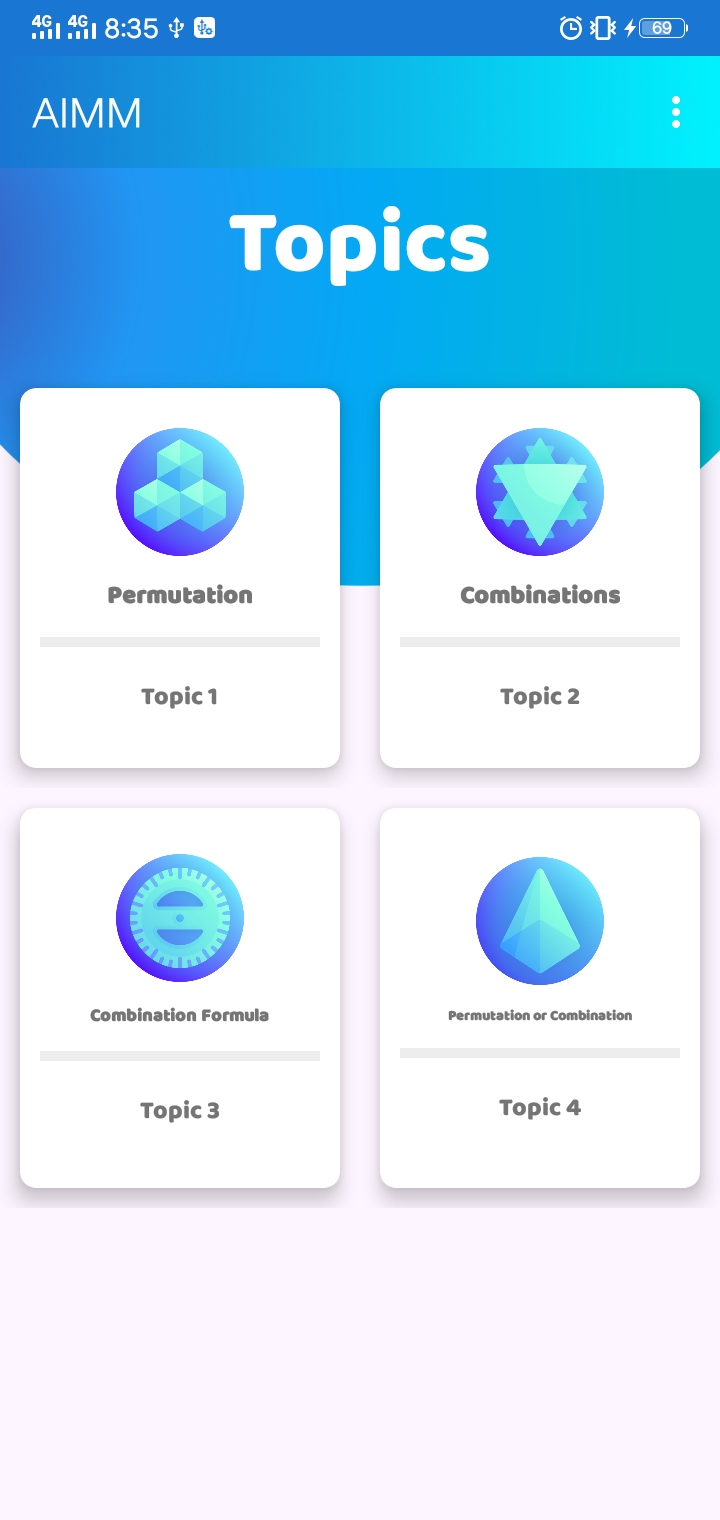 4G 4G 8:35 69
AIMM
Topics
Permutation
Combinations
Topic 1
Topic 2
Combination Formula
Permutation or Combination
Topic 3
Topic 4